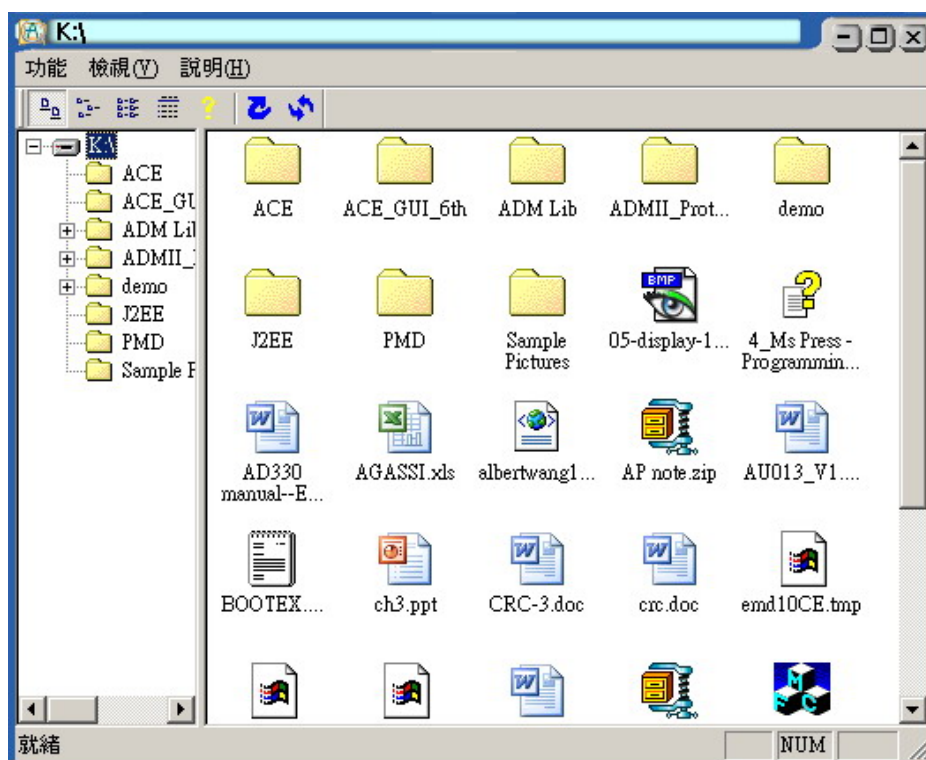 K:\
功能 檢視(Y) 說明(H)
K:\
ACE
ACE_GU
ADM Lil
ADMII_
demo
J2EE
PMD
Sample F
ACE
ACE_GUI_6th
ADM Lib
ADMII_Prot...
demo
J2EE
PMD
Sample
Pictures
05-display-1...
4_Ms Press -
Programmin...
AD330
manual--E...
AGASSI.xls
albertwang1...
AP note.zip
AU013_V1....
BOOTEX....
ch3.ppt
CRC-3.doc
crc.doc
emd10CE.tmp
就緒
NUM